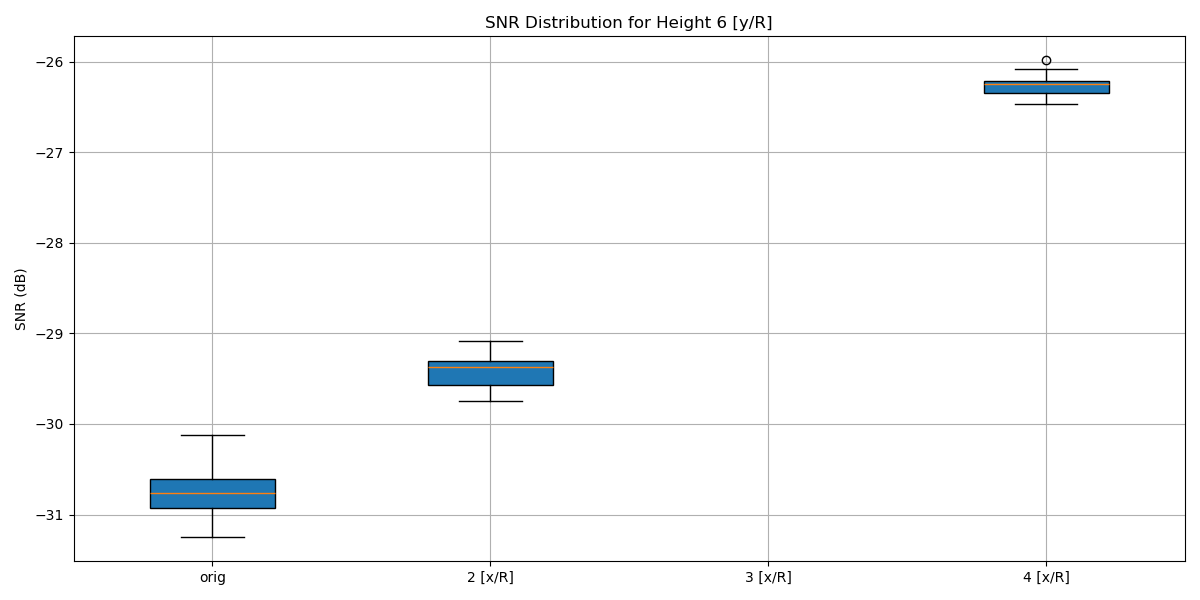 SNR Distribution for Height 6 [y/R]
SNR (dB)
−26
−27
−28
−29
−30
−31
orig
2 [x/R]
3 [x/R]
4 [x/R]